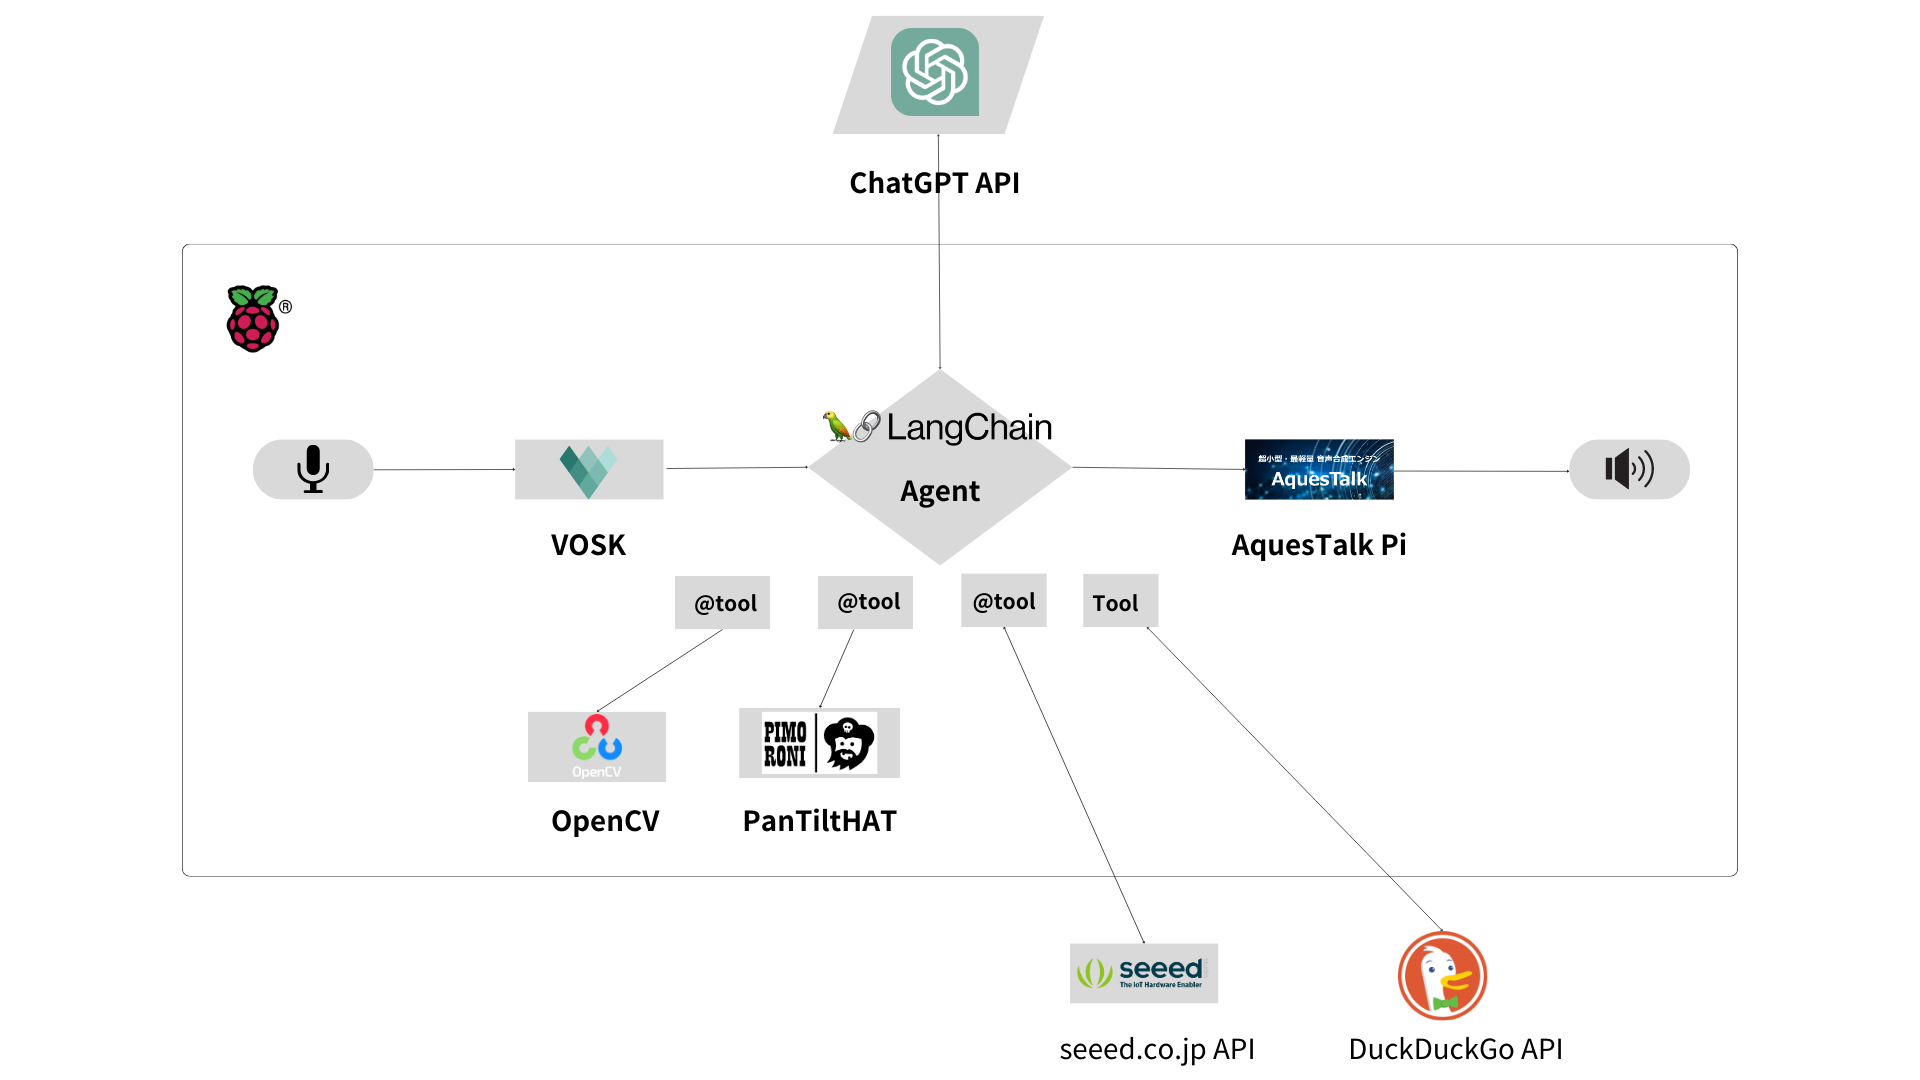 ChatGPT API
®
LangChain
Agent
超小型・最軽量 音声合成エンジン
AquesTalk
VOSK
AquesTalk Pi
@tool
@tool
@tool
Tool
OpenCV
PIMO
RONI
OpenCV
PanTiltHAT
seeed
The IoT Hardware Enabler
seeed.co.jp API
DuckDuckGo API